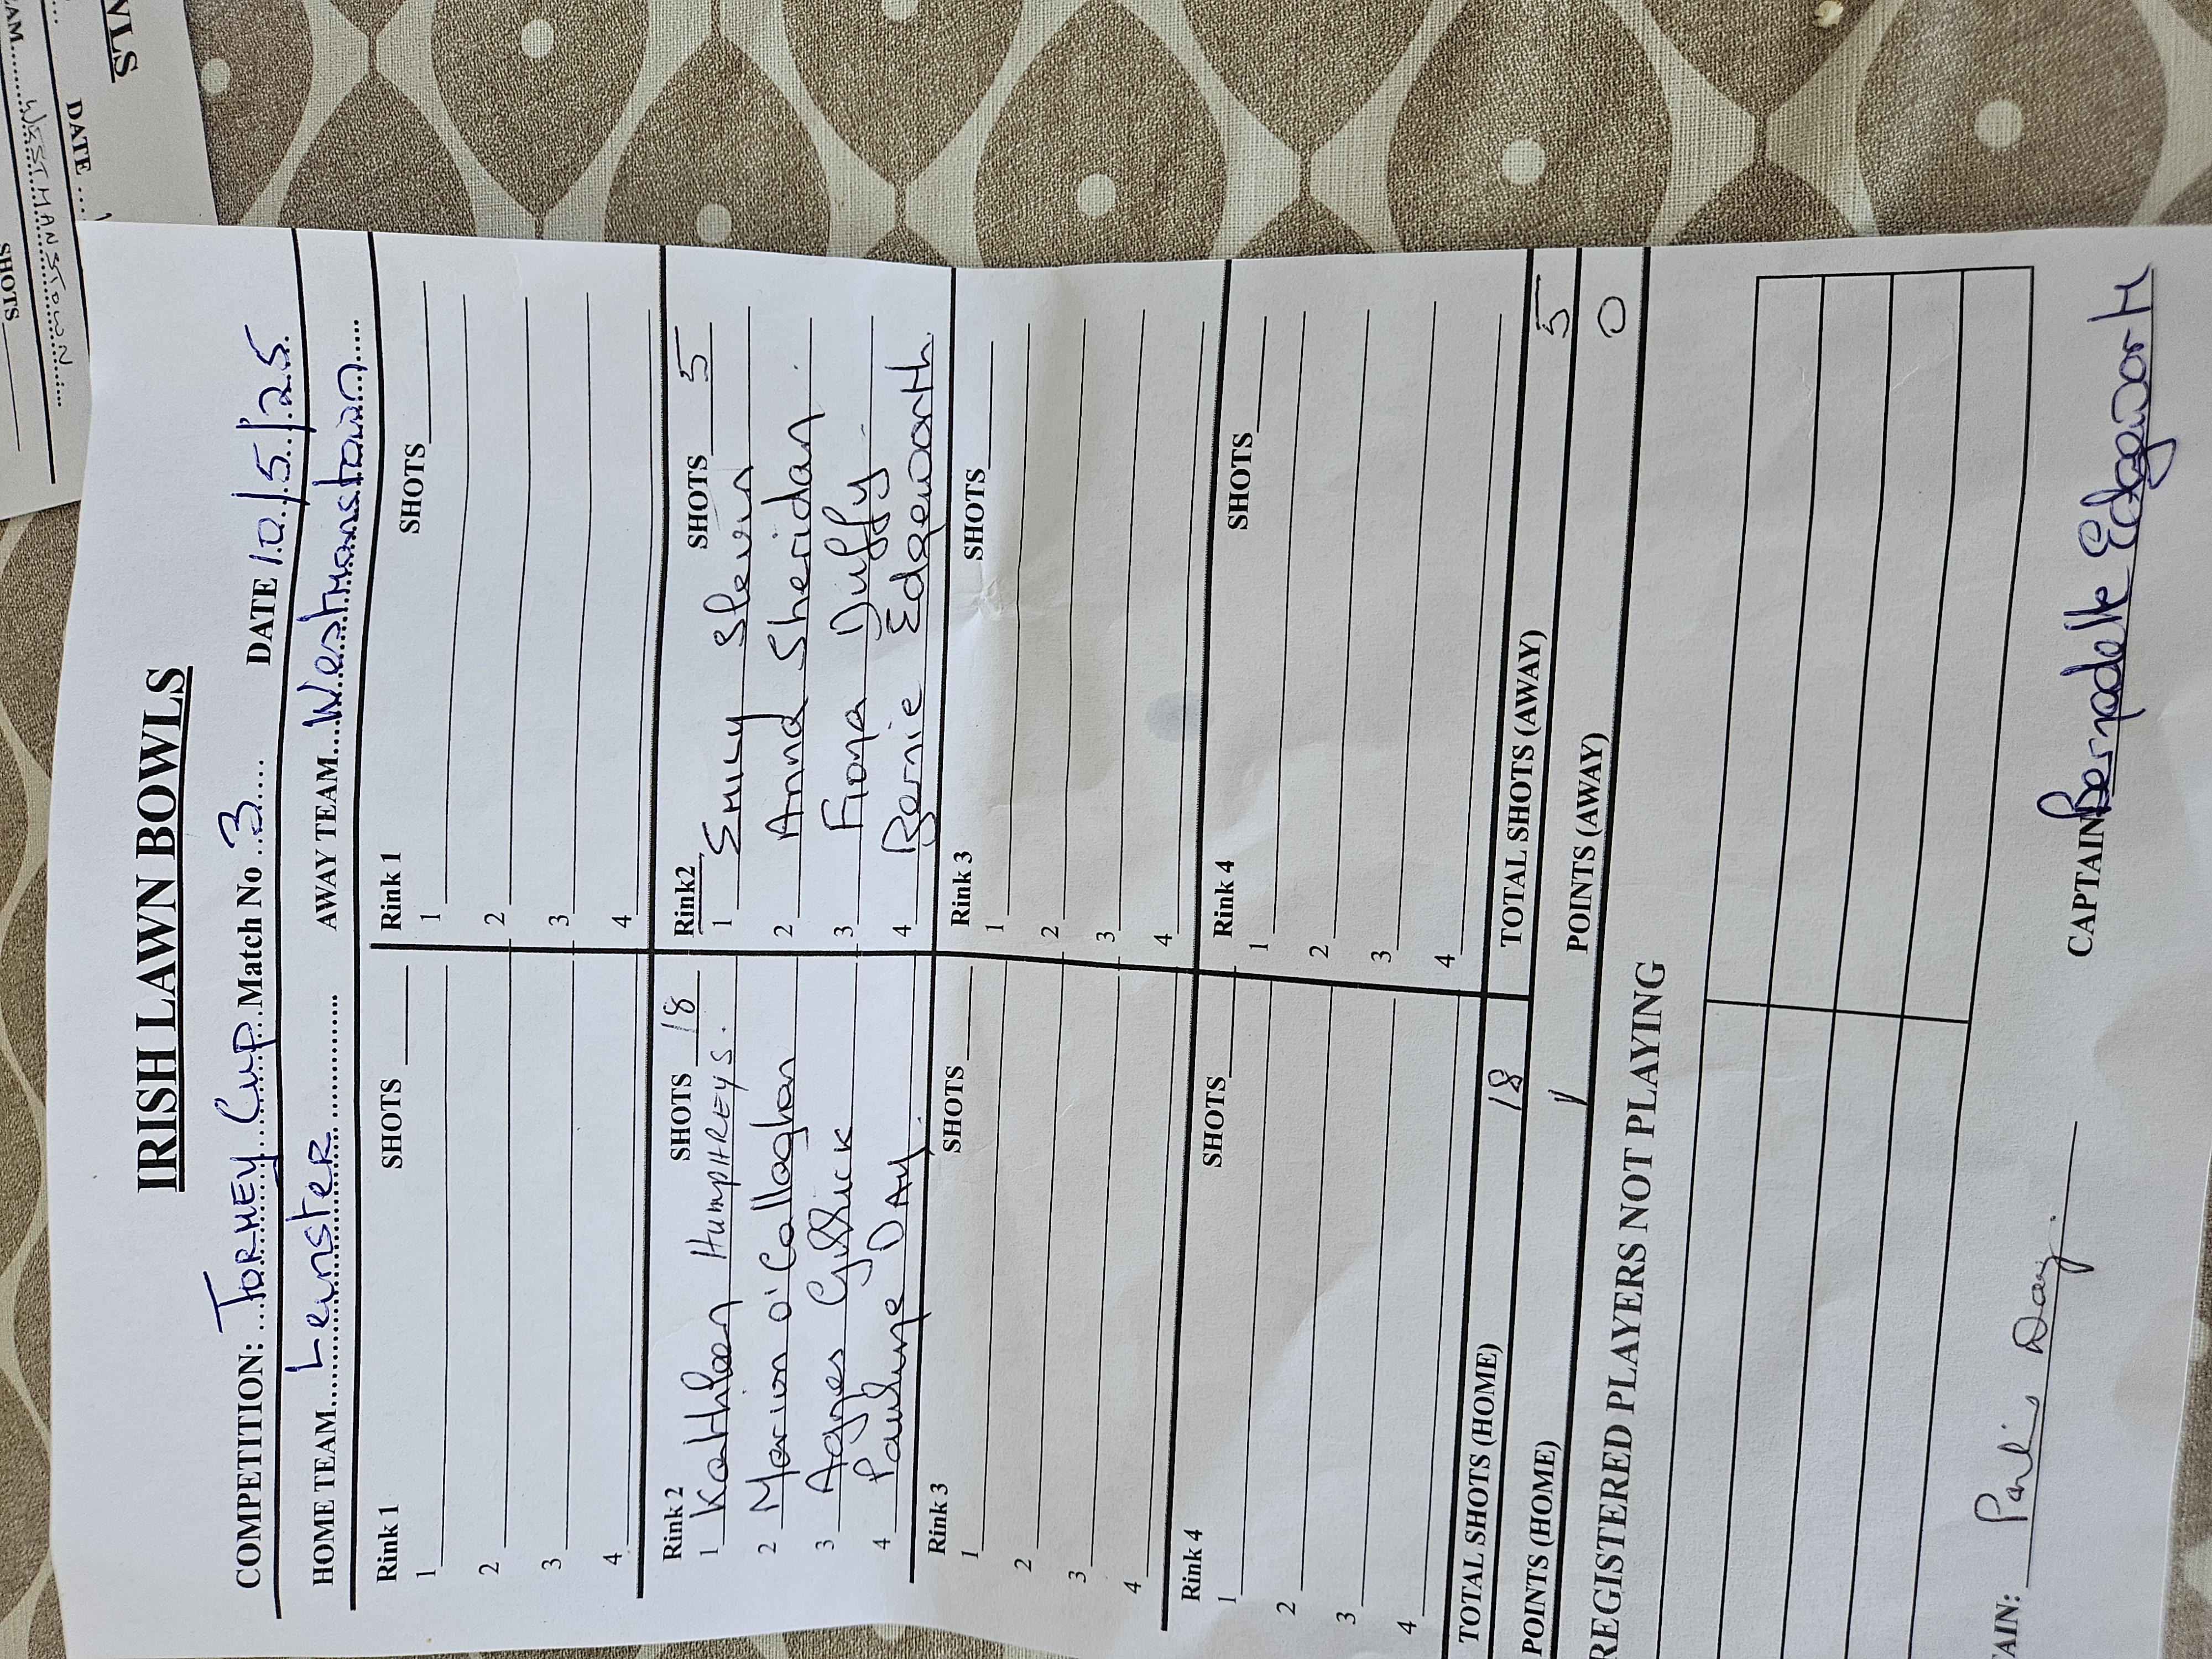 IRISH LAWN BOWLS
COMPETITION: TORMEY Cup Match No 3 DATE 10/5/'25
HOME TEAM Leinster AWAY TEAM Westmanstown
Rink 1 SHOTS Rink 1 SHOTS
1 1
2 2
3 3
4 4
Rink 2 SHOTS 18 Rink2 SHOTS 5
1 Kathleen HUMPHREYS. 1 Emily Slevin
2 Marion O'Callaghan 2 Anna Sheridan
3 Agnes 3 Fiona Duffy
4 Pauline DAY. 4 Bernie Edgeworth
Rink 3 SHOTS Rink 3 SHOTS
1 1
2 2
3 3
4 4
Rink 4 SHOTS Rink 4 SHOTS
1 1
2 2
3 3
4 4
TOTAL SHOTS (HOME) 18 TOTAL SHOTS (AWAY) 5
POINTS (HOME) 1 POINTS (AWAY) 0
REGISTERED PLAYERS NOT PLAYING
TAIN: Pauline Day. CAPTAIN Bernadette Edgeworth
WLS
DATE
AM WESTMANSTOWN
SHOTS